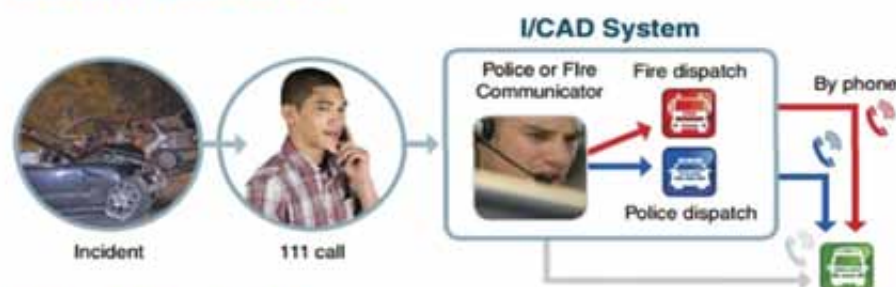 I/CAD System
Police or FIre
Communicator
Fire dispatch
By phone
Police dispatch
Incident
111 call